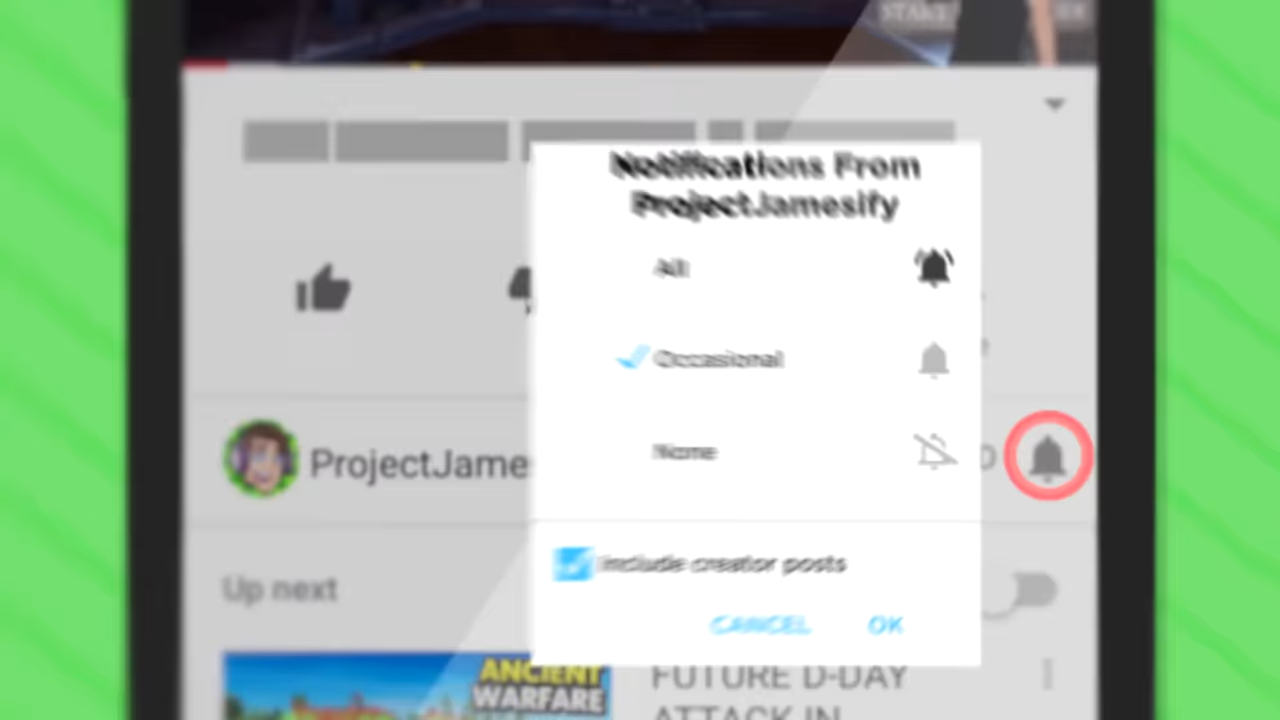 START
Notifications From
ProjectJamesify
All
Occasional
ProjectJame
None
include creator posts
Up next
CANCEL OK
ANCIENT
WARFARE
FUTURE D-DAY
ATTACK IN